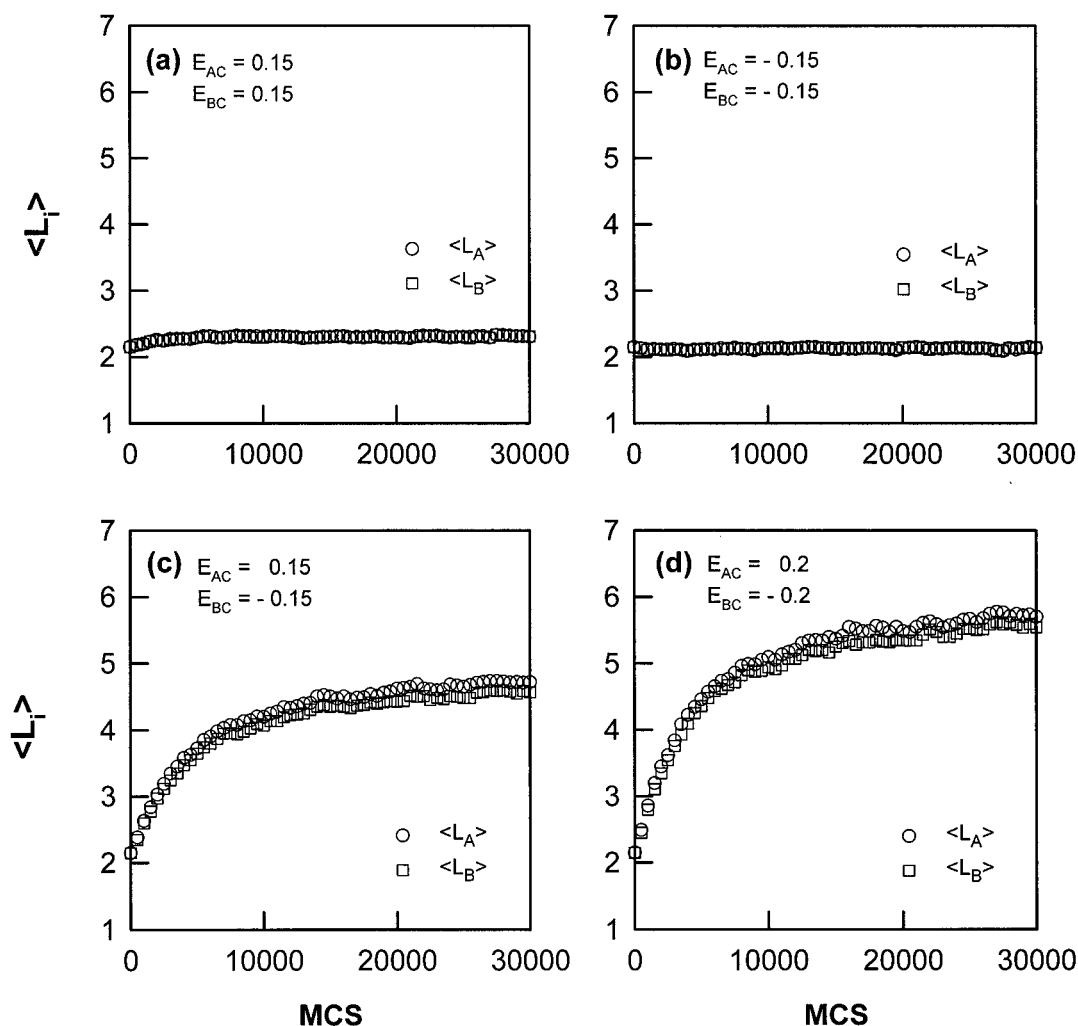 7
(a) E_AC = 0.15
E_BC = 0.15
6
5
4
3
2
1
<L_i>
○ <L_A>
□ <L_B>
0 10000 20000 30000
7
(b) E_AC = - 0.15
E_BC = - 0.15
6
5
4
3
2
1
○ <L_A>
□ <L_B>
0 10000 20000 30000
7
(c) E_AC = 0.15
E_BC = - 0.15
6
5
4
3
2
1
<L_i>
○ <L_A>
□ <L_B>
0 10000 20000 30000
MCS
7
(d) E_AC = 0.2
E_BC = - 0.2
6
5
4
3
2
1
○ <L_A>
□ <L_B>
0 10000 20000 30000
MCS